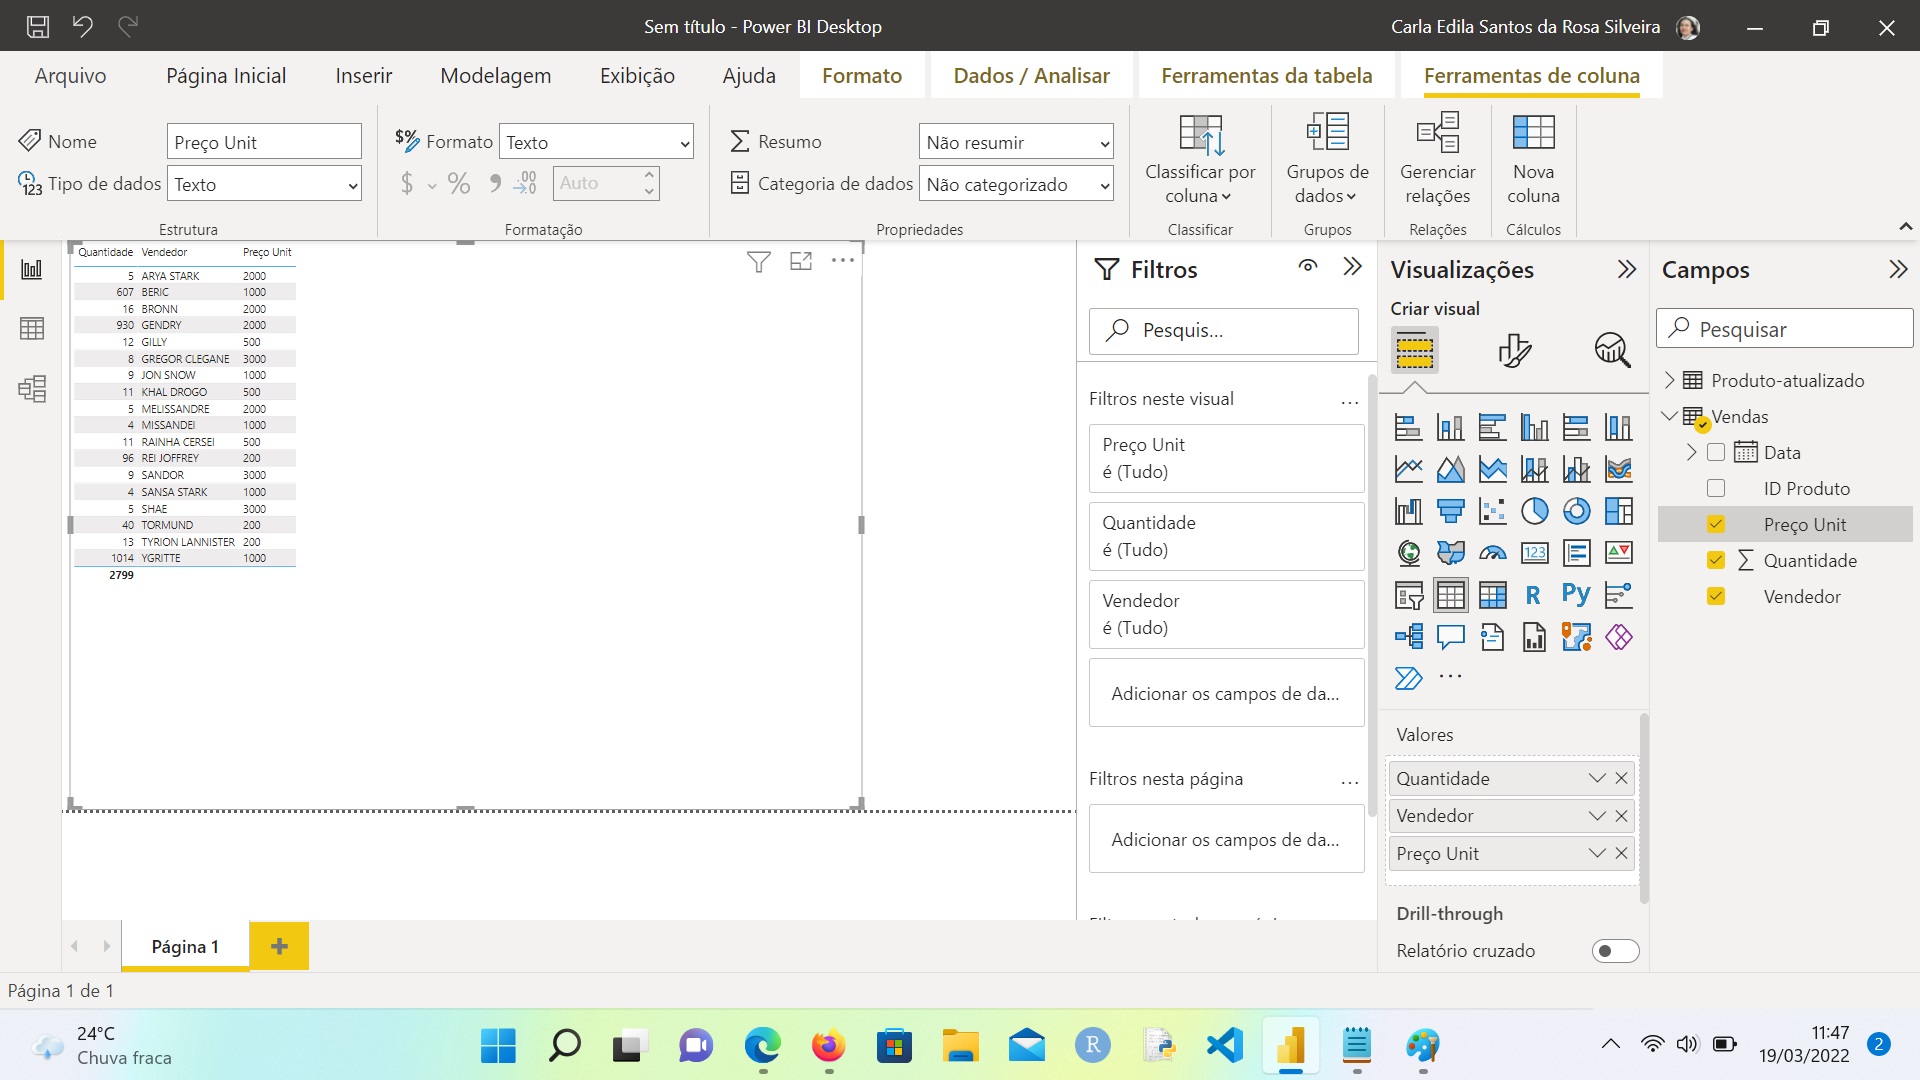 Sem título - Power BI Desktop
Carla Edila Santos da Rosa Silveira
Arquivo
Página Inicial
Inserir
Modelagem
Exibição
Ajuda
Formato
Dados / Analisar
Ferramentas da tabela
Ferramentas de coluna
Nome
Preço Unit
Tipo de dados
Texto
Estrutura
Formato
Texto
$
%
Auto
Formatação
Resumo
Não resumir
Categoria de dados
Não categorizado
Propriedades
Classificar por
coluna
Classificar
Grupos de
dados
Grupos
Gerenciar
relações
Relações
Nova
coluna
Cálculos
Quantidade Vendedor Preço Unit
5 ARYA STARK 2000
607 BERIC 1000
16 BRONN 2000
930 GENDRY 2000
12 GILLY 500
8 GREGOR CLEGANE 3000
9 JON SNOW 1000
11 KHAL DROGO 500
5 MELISSANDRE 2000
4 MISSANDEI 1000
11 RAINHA CERSEI 500
96 REI JOFFREY 200
9 SANDOR 3000
4 SANSA STARK 1000
5 SHAE 3000
40 TORMUND 200
13 TYRION LANNISTER 200
1014 YGRITTE 1000
2799
Filtros
Pesquis...
Filtros neste visual
...
Preço Unit
é (Tudo)
Quantidade
é (Tudo)
Vendedor
é (Tudo)
Adicionar os campos de da...
Filtros nesta página
...
Adicionar os campos de da...
Visualizações
Criar visual
123
R
Py
...
Valores
Quantidade
Vendedor
Preço Unit
Drill-through
Relatório cruzado
Campos
Pesquisar
Produto-atualizado
Vendas
Data
ID Produto
Preço Unit
Quantidade
Vendedor
Página 1
Página 1 de 1
24°C
Chuva fraca
R
11:47
19/03/2022
2